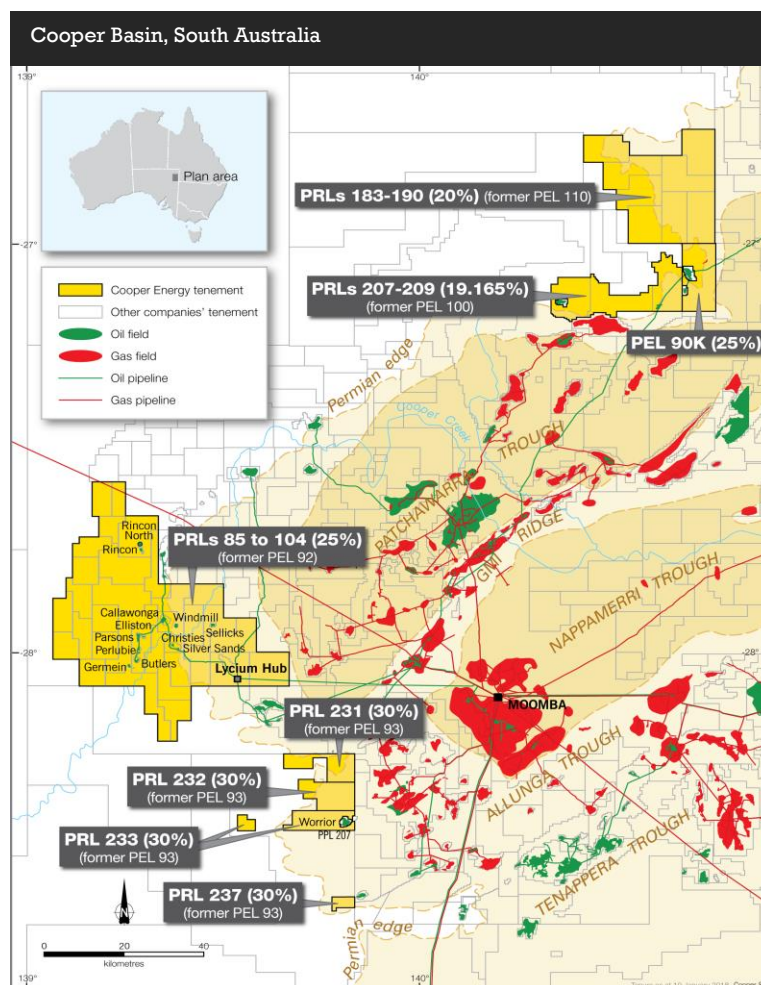 Cooper Basin, South Australia
139°
140°
Plan area
PRLs 183-190 (20%) (former PEL 110)
-27°
-27°
Cooper Energy tenement
Other companies' tenement
Oil field
Gas field
Oil pipeline
Gas pipeline
PRLs 207-209 (19.165%)
(former PEL 100)
PEL 90K (25%)
Permian edge
Cooper Creek
PATCHAWARRA TROUGH
GMI RIDGE
NAPPAMERRI TROUGH
Rincon
North
Rincon
PRLs 85 to 104 (25%)
(former PEL 92)
Callawonga
Elliston
Windmill
Parsons
Christies
Sellicks
Perlubie
Silver Sands
Germein
Butlers
-28°
-28°
Lycium Hub
MOOMBA
PRL 231 (30%)
(former PEL 93)
ALLUNGA TROUGH
PRL 232 (30%)
(former PEL 93)
Worrior
PPL 207
PRL 233 (30%)
(former PEL 93)
TENAPPERA TROUGH
PRL 237 (30%)
(former PEL 93)
N
Permian edge
0
20
40
kilometres
139°
140°